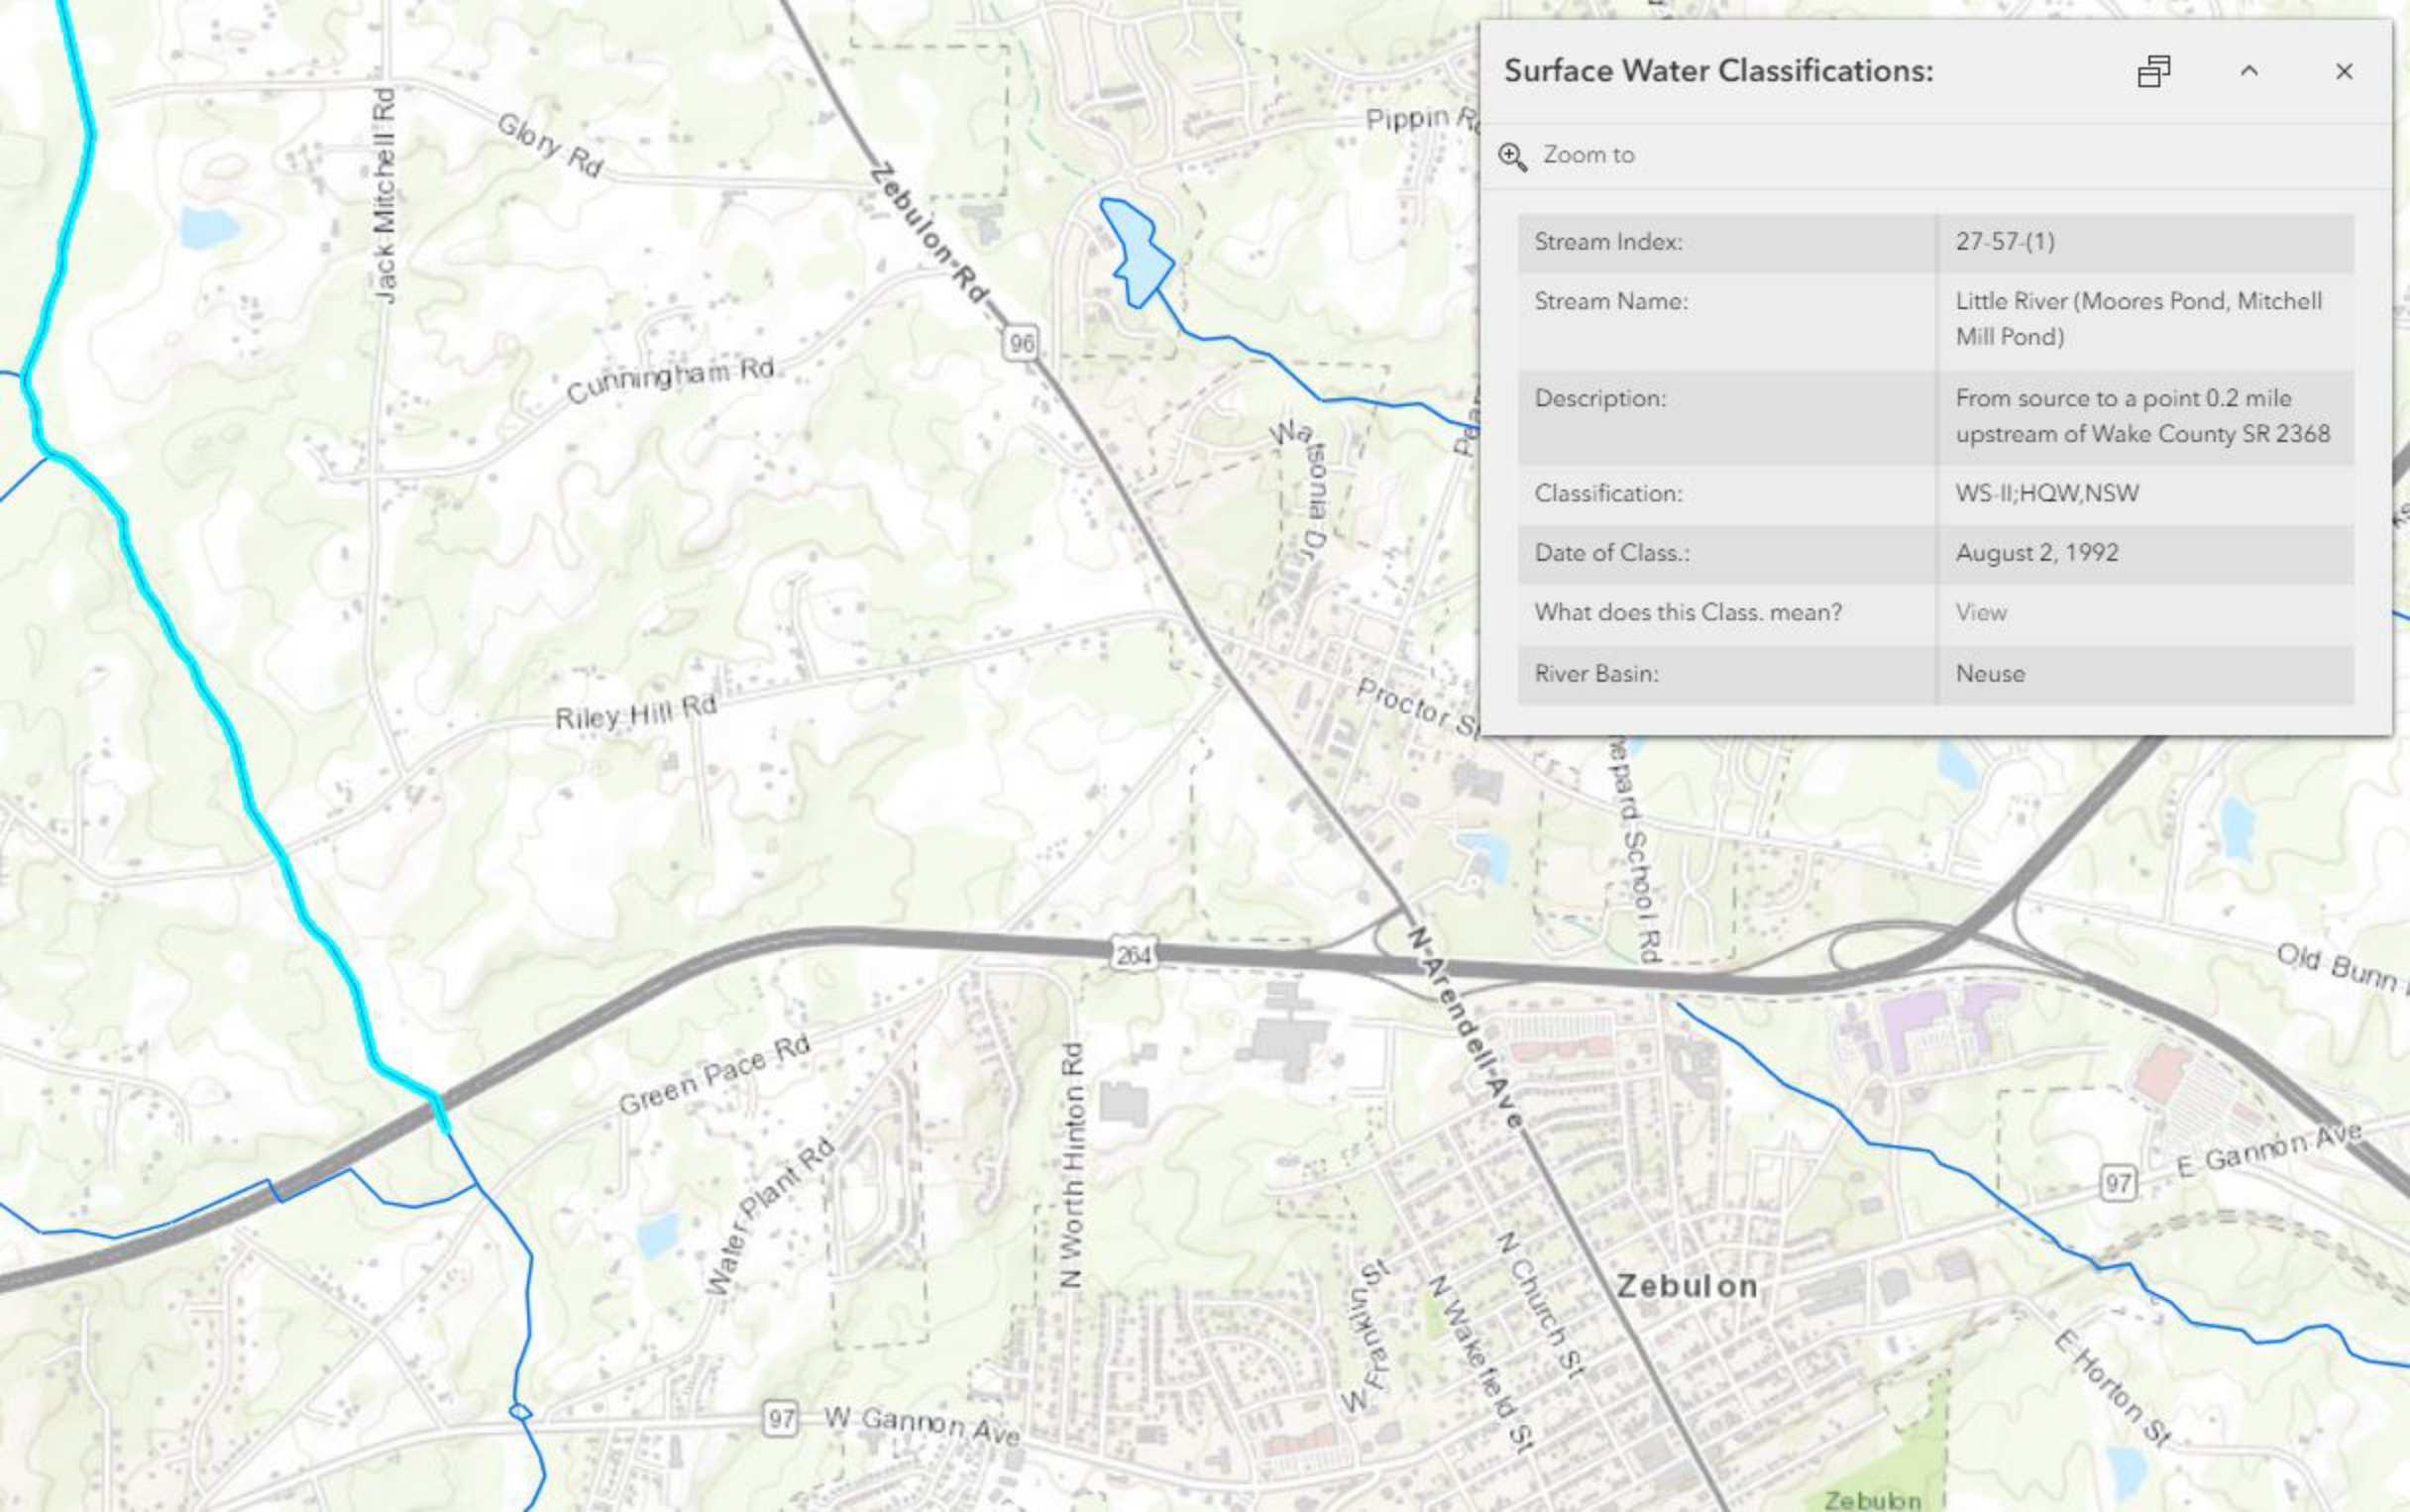 Surface Water Classifications:
Zoom to
Stream Index: 27-57-(1)
Stream Name: Little River (Moores Pond, Mitchell
Mill Pond)
Description: From source to a point 0.2 mile
upstream of Wake County SR 2368
Classification: WS-II;HQW,NSW
Date of Class.: August 2, 1992
What does this Class. mean? View
River Basin: Neuse
Jack Mitchell Rd
Glory Rd
Zebulon Rd
Pippin
96
Cunningham Rd
Watsonia Dr
Riley Hill Rd
Proctor
School Rd
264
N Arendell Ave
Old Bunn
Green Pace Rd
Water Plant Rd
N Worth Hinton Rd
97
E Gannon Ave
Zebulon
N Church St
N Wakefield St
W Franklin St
E Horton St
97
W Gannon Ave
Zebulon